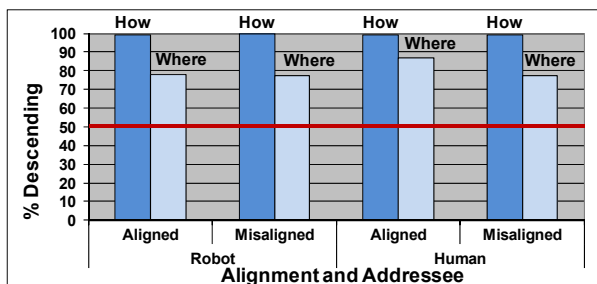 How How How How
Where Where Where Where
% Descending
100
90
80
70
60
50
40
30
20
10
0
Aligned Misaligned Aligned Misaligned
Robot Human
Alignment and Addressee